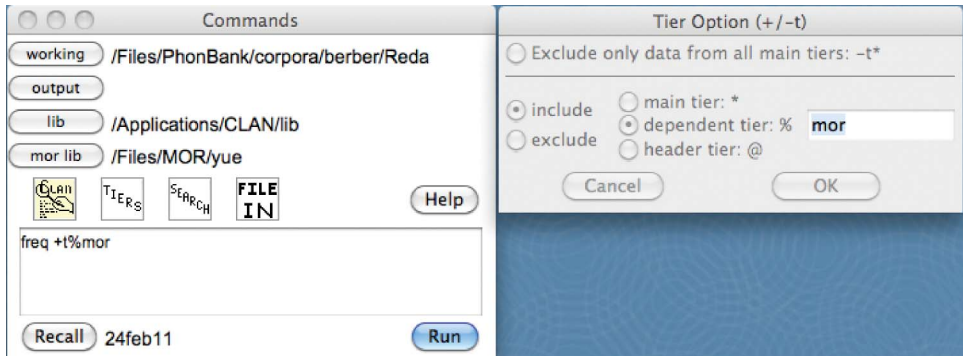 Commands
working /Files/PhonBank/corpora/berber/Reda
output
lib /Applications/CLAN/lib
mor lib /Files/MOR/yue
CLAN TIERS SEARCH FILE IN
Help
freq +t%mor
Recall 24feb11 Run
Tier Option (+/-t)
Exclude only data from all main tiers: -t*
include
exclude
main tier: *
dependent tier: % mor
header tier: @
Cancel OK